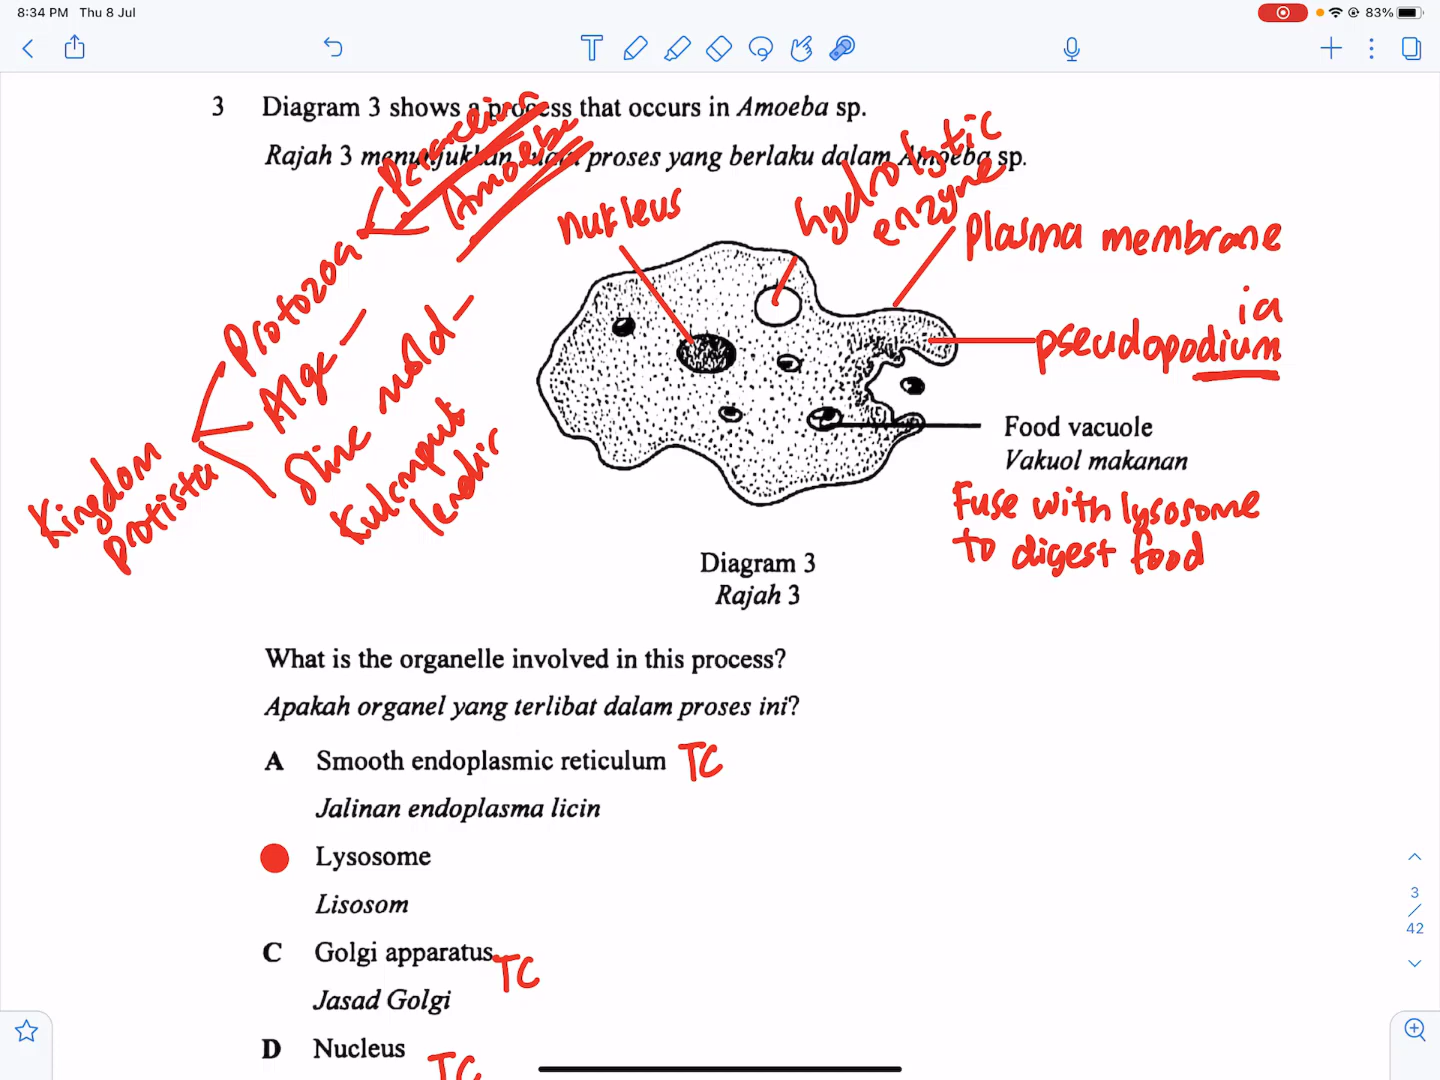 8:34 PM Thu 8 Jul
83%
3 Diagram 3 shows a process that occurs in Amoeba sp.
Rajah 3 menunjukkan suatu proses yang berlaku dalam Amoeba sp.
Amoeba
Protozoa
Alga
Slime mold
Kulampuk
lendir
Kingdom
protista
nukleus
hydrolytic
enzyme
plasma membrane
ia
pseudopodium
Food vacuole
Vakuol makanan
Fuse with lysosome
to digest food
Diagram 3
Rajah 3
What is the organelle involved in this process?
Apakah organel yang terlibat dalam proses ini?
A Smooth endoplasmic reticulum TC
Jalinan endoplasma licin
Lysosome
Lisosom
C Golgi apparatus TC
Jasad Golgi
D Nucleus TC
3
/
42